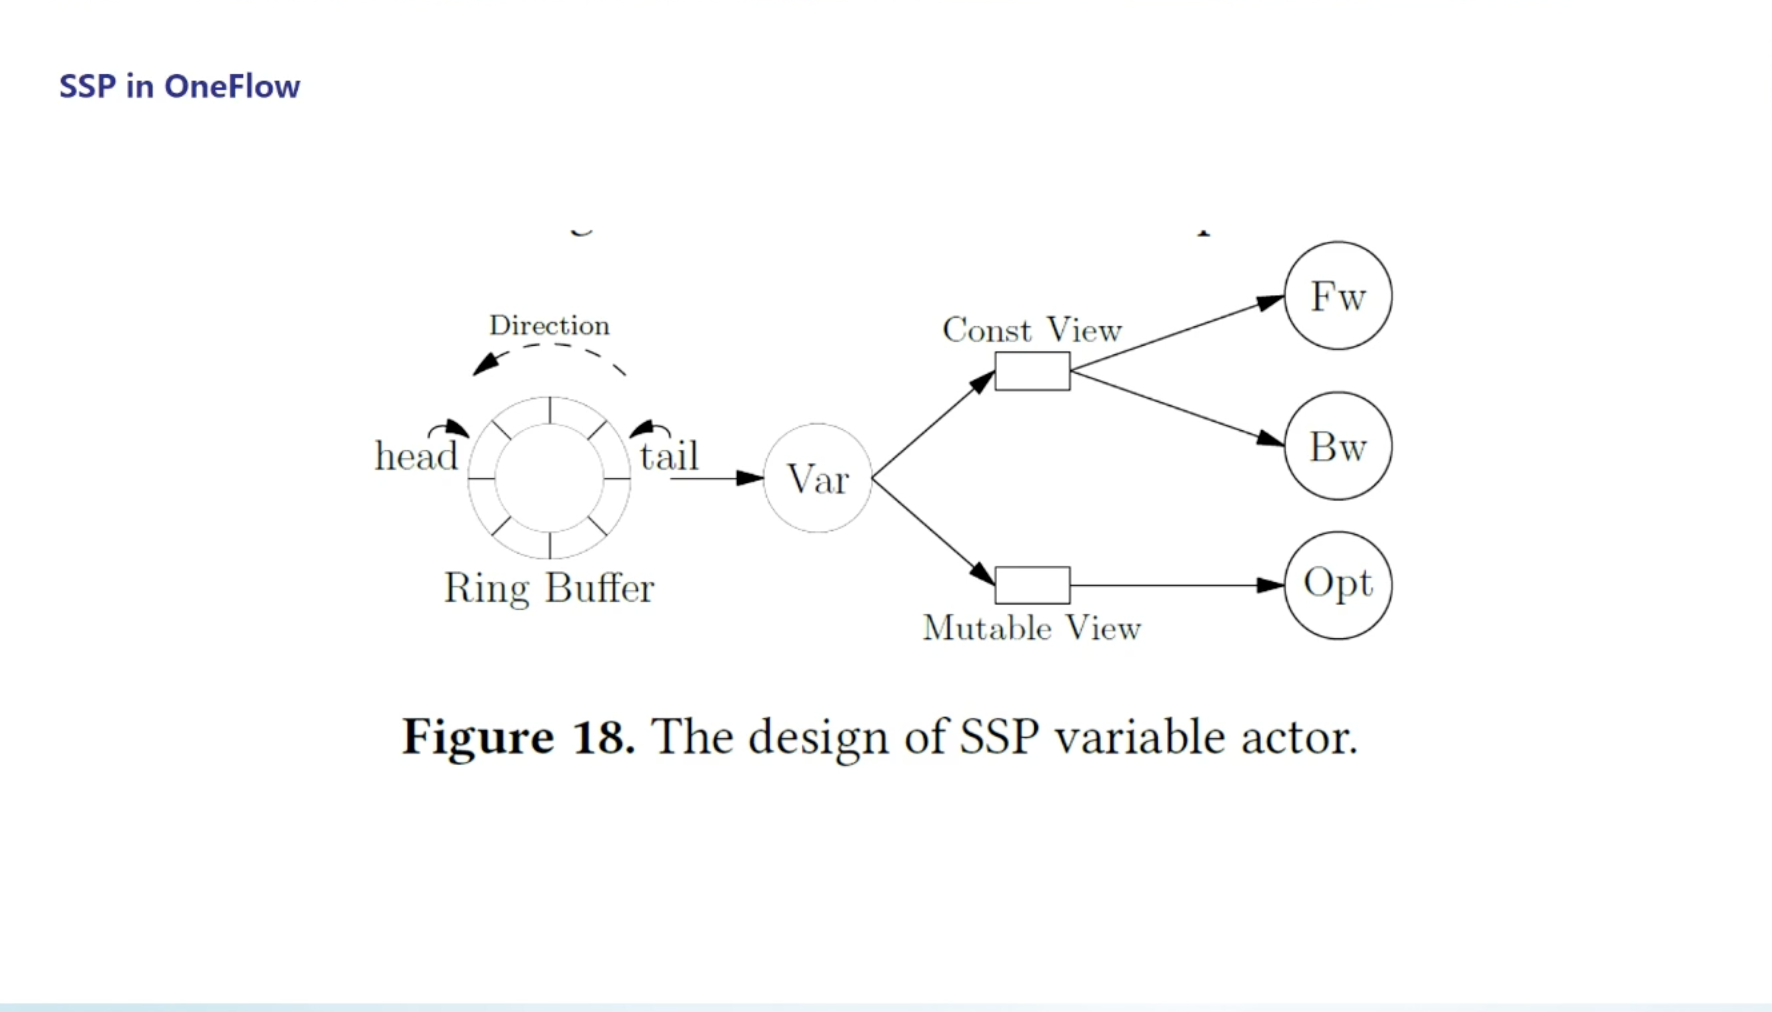 SSP in OneFlow
Direction
head
tail
Ring Buffer
Var
Const View
Mutable View
Fw
Bw
Opt
Figure 18. The design of SSP variable actor.